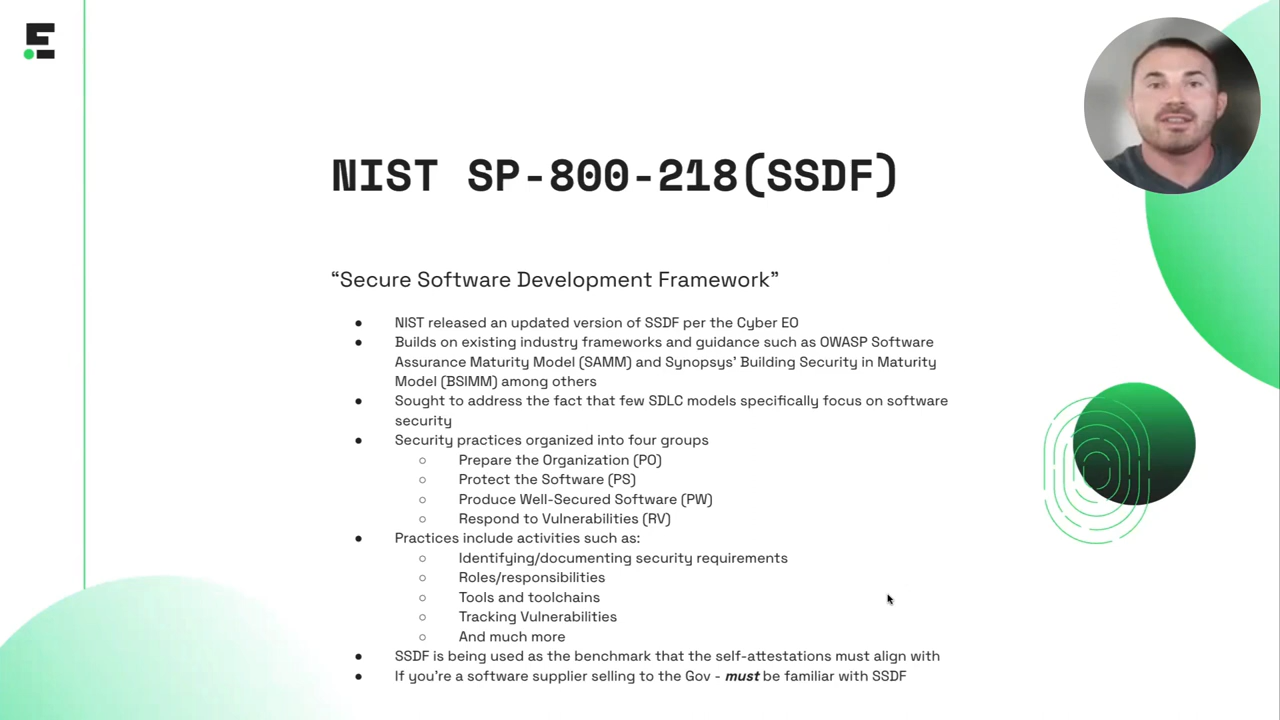 NIST SP-800-218(SSDF)
“Secure Software Development Framework”
● NIST released an updated version of SSDF per the Cyber EO
● Builds on existing industry frameworks and guidance such as OWASP Software
Assurance Maturity Model (SAMM) and Synopsys’ Building Security in Maturity
Model (BSIMM) among others
● Sought to address the fact that few SDLC models specifically focus on software
security
● Security practices organized into four groups
○ Prepare the Organization (PO)
○ Protect the Software (PS)
○ Produce Well-Secured Software (PW)
○ Respond to Vulnerabilities (RV)
● Practices include activities such as:
○ Identifying/documenting security requirements
○ Roles/responsibilities
○ Tools and toolchains
○ Tracking Vulnerabilities
○ And much more
● SSDF is being used as the benchmark that the self-attestations must align with
● If you’re a software supplier selling to the Gov - must be familiar with SSDF